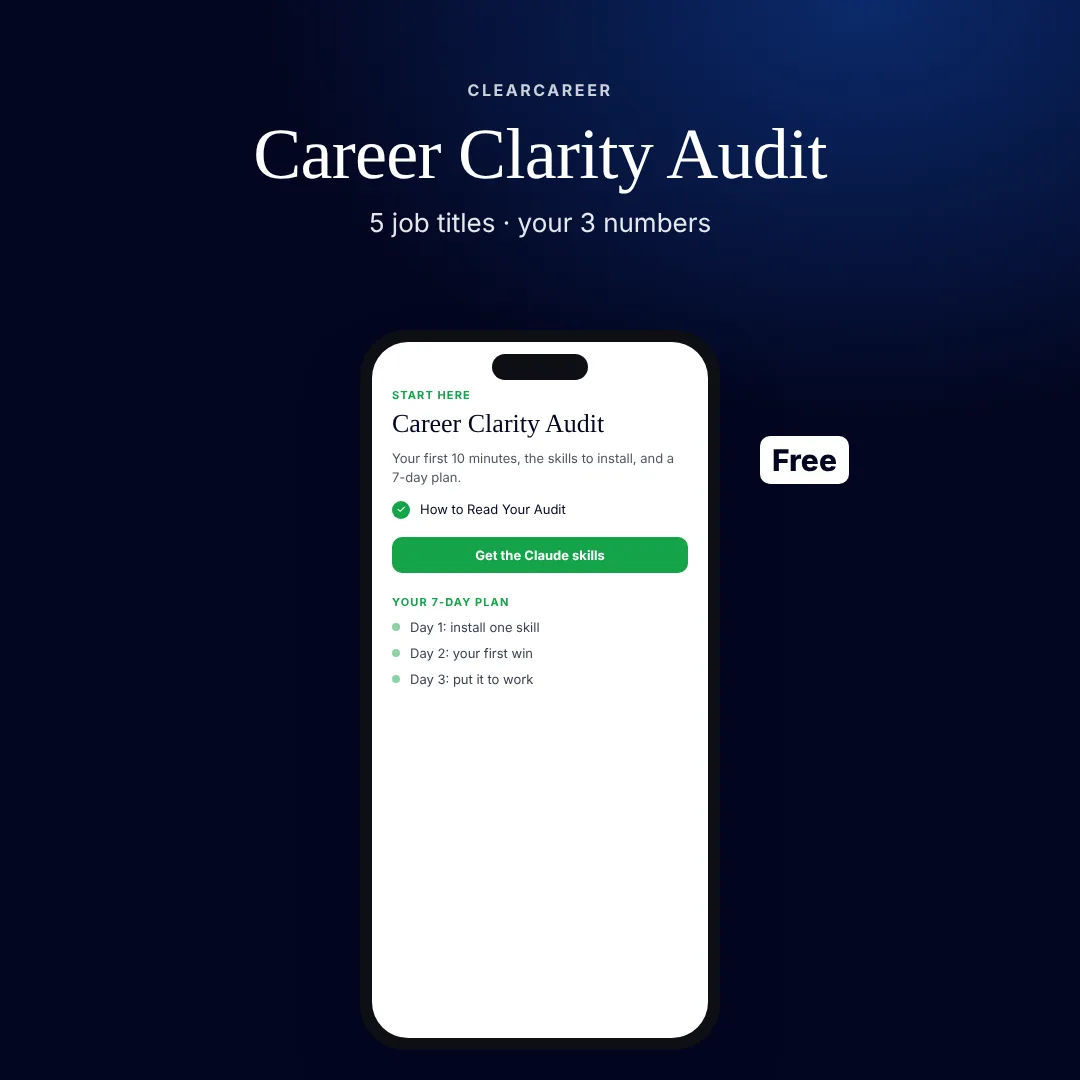 CLEARCAREER
Career Clarity Audit
5 job titles · your 3 numbers
START HERE
Career Clarity Audit
Your first 10 minutes, the skills to install, and a
7-day plan.
How to Read Your Audit
Get the Claude skills
YOUR 7-DAY PLAN
Day 1: install one skill
Day 2: your first win
Day 3: put it to work
Free